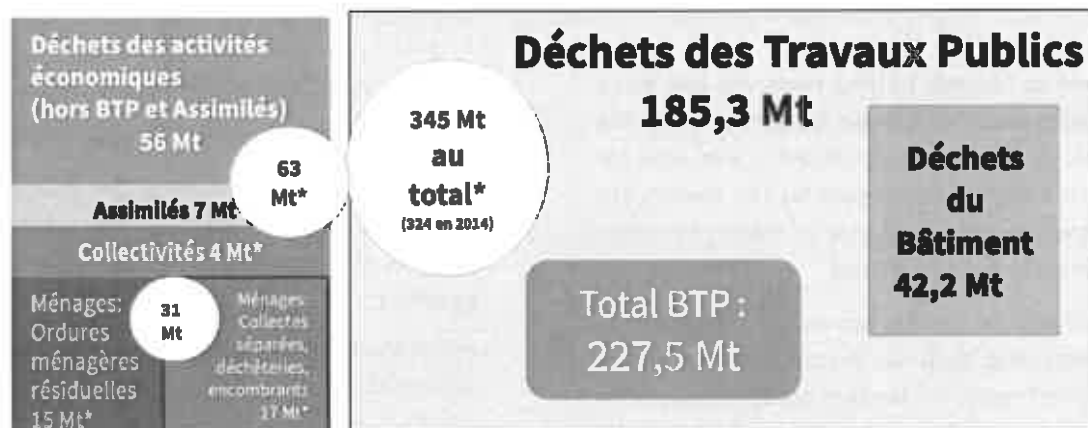 Déchets des activités
économiques
(hors BTP et Assimilés)
56 Mt
63
Mt*
Assimilés 7 Mt
Collectivités 4 Mt*
Ménages:
Ordures
ménagères
résiduelles
15 Mt*
31
Mt
Ménages
Collectes
séparées,
déchèteries,
encombrants
17 Mt*
345 Mt
au
total*
(324 en 2014)
Déchets des Travaux Publics
185,3 Mt
Déchets
du
Bâtiment
42,2 Mt
Total BTP :
227,5 Mt